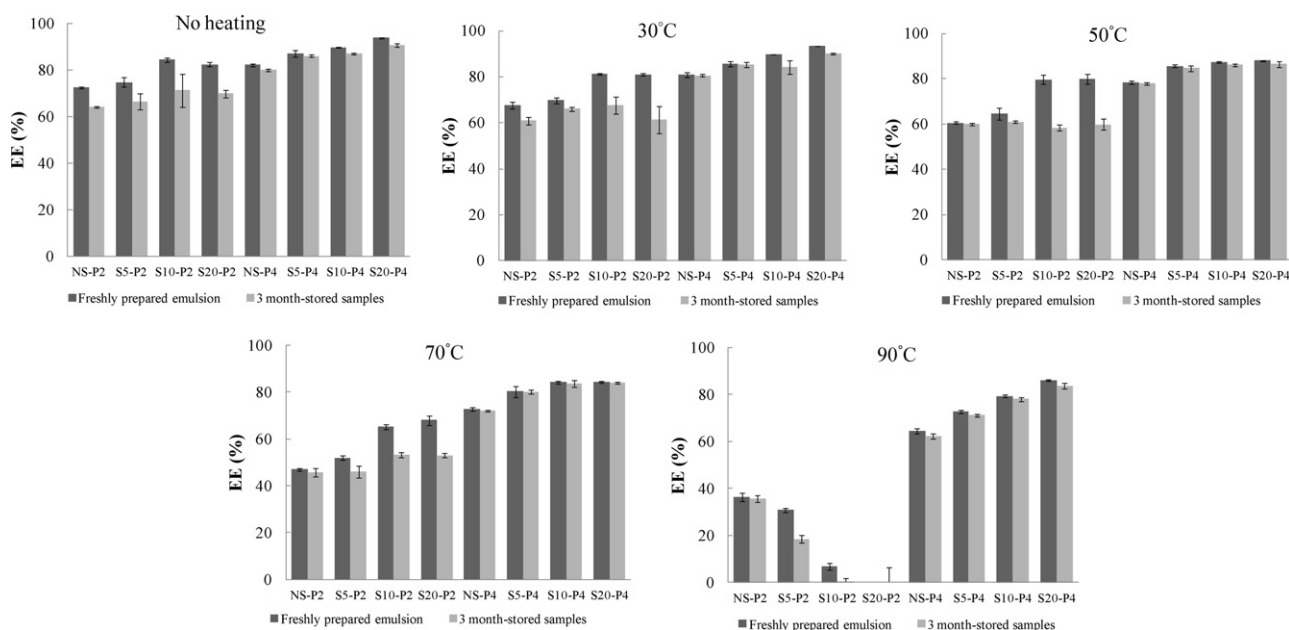 No heating
EE (%)
100
80
60
40
20
0
NS-P2 S5-P2 S10-P2 S20-P2 NS-P4 S5-P4 S10-P4 S20-P4
Freshly prepared emulsion 3 month-stored samples
30°C
EE (%)
100
80
60
40
20
0
NS-P2 S5-P2 S10-P2 S20-P2 NS-P4 S5-P4 S10-P4 S20-P4
Freshly prepared emulsion 3 month-stored samples
50°C
EE (%)
100
80
60
40
20
0
NS-P2 S5-P2 S10-P2 S20-P2 NS-P4 S5-P4 S10-P4 S20-P4
Freshly prepared emulsion 3 month-stored samples
70°C
EE (%)
100
80
60
40
20
0
NS-P2 S5-P2 S10-P2 S20-P2 NS-P4 S5-P4 S10-P4 S20-P4
Freshly prepared emulsion 3 month-stored samples
90°C
EE (%)
100
80
60
40
20
0
NS-P2 S5-P2 S10-P2 S20-P2 NS-P4 S5-P4 S10-P4 S20-P4
Freshly prepared emulsion 3 month-stored samples